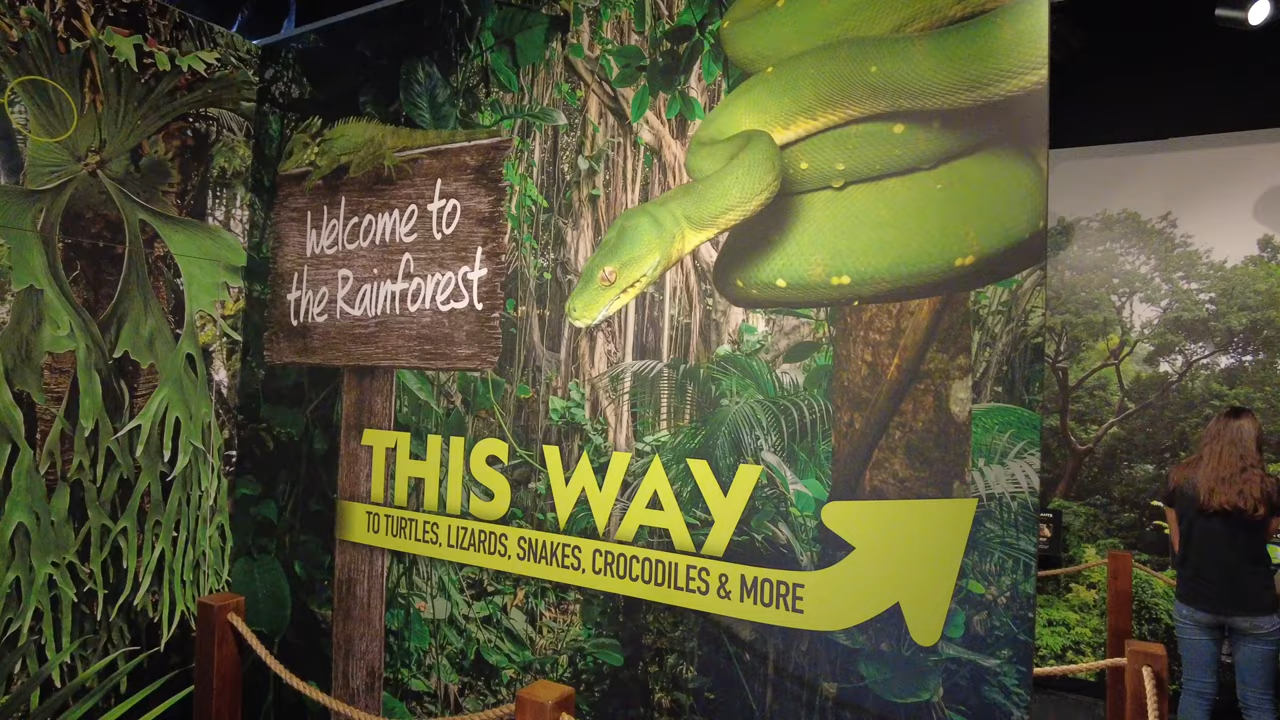 Welcome to
the Rainforest
THIS WAY
TO TURTLES, LIZARDS, SNAKES, CROCODILES & MORE